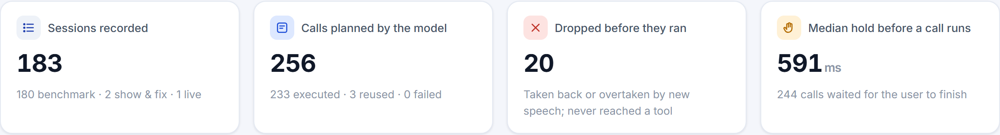 Sessions recorded
183
180 benchmark · 2 show & fix · 1 live
Calls planned by the model
256
233 executed · 3 reused · 0 failed
Dropped before they ran
20
Taken back or overtaken by new
speech; never reached a tool
Median hold before a call runs
591 ms
244 calls waited for the user to finish